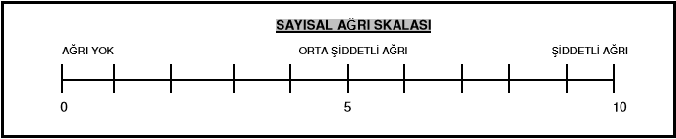 SAYISAL AĞRI SKALASI
AĞRI YOK ORTA ŞİDDETLİ AĞRI ŞİDDETLİ AĞRI
0 5 10